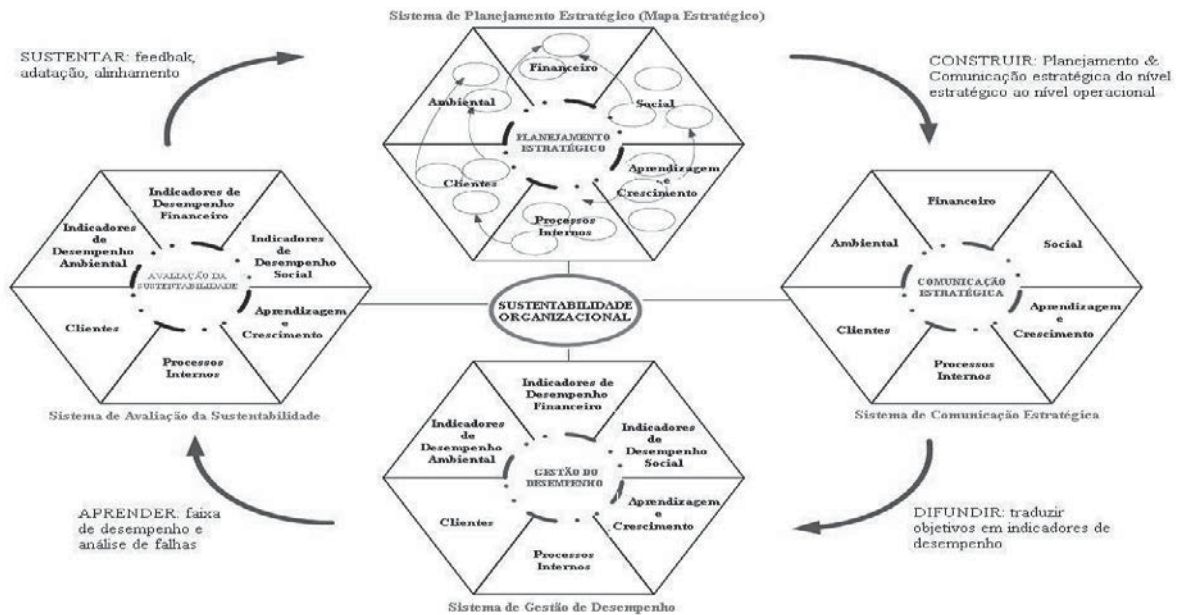 Sistema de Planejamento Estratégico (Mapa Estratégico)
SUSTENTAR: feedbak,
adatação, alinhamento
CONSTRUIR: Planejamento &
Comunicação estratégica do nível
estratégico ao nível operacional
Financeiro
Ambiental
Social
PLANEJAMENTO
ESTRATÉGICO
Clientes
Aprendizagem
e
Crescimento
Processos
Internos
Indicadores de
Desempenho
Financeiro
Indicadores
de
Desempenho
Ambiental
Indicadores
de Desempenho
Social
AVALIAÇÃO DA
SUSTENTABILIDADE
Clientes
Aprendizagem
e
Crescimento
Processos
Internos
Sistema de Avaliação da Sustentabilidade
SUSTENTABILIDADE
ORGANIZACIONAL
Financeiro
Ambiental
Social
COMUNICAÇÃO
ESTRATÉGICA
Clientes
Aprendizagem
e
Crescimento
Processos
Internos
Sistema de Comunicação Estratégica
Indicadores de
Desempenho
Financeiro
Indicadores
de
Desempenho
Ambiental
Indicadores
de Desempenho
Social
GESTÃO DO
DESEMPENHO
Clientes
Aprendizagem
e
Crescimento
Processos
Internos
Sistema de Gestão de Desempenho
APRENDER: faixa
de desempenho e
análise de falhas
DIFUNDIR: traduzir
objetivos em indicadores de
desempenho